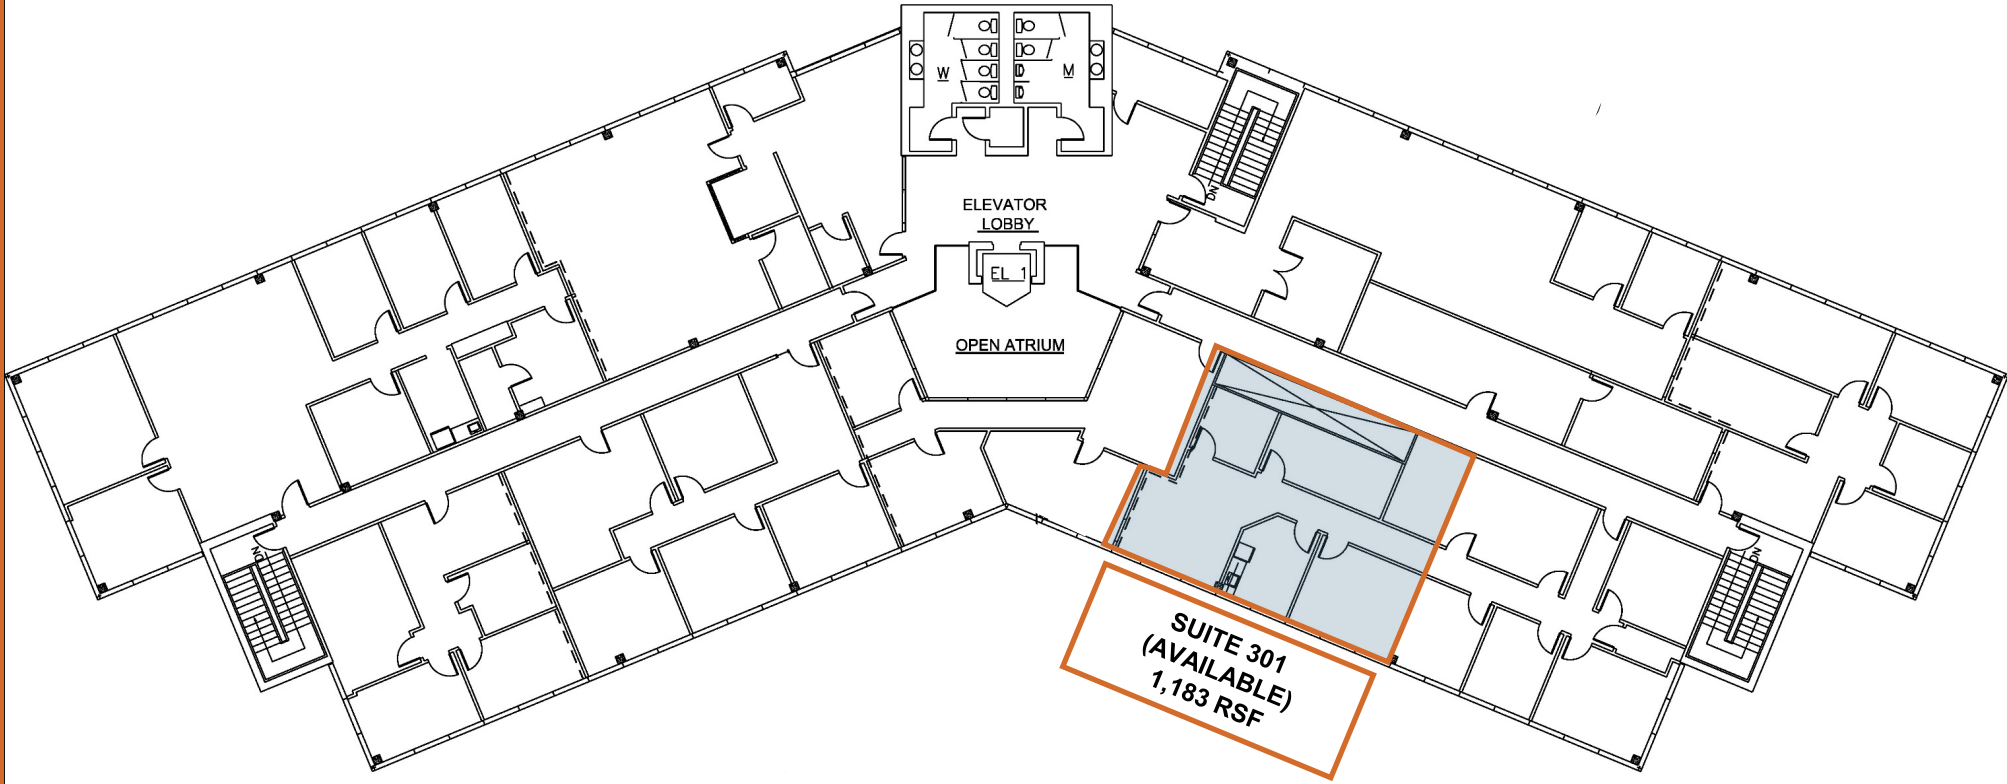 W
M
DN
ELEVATOR
LOBBY
EL 1
OPEN ATRIUM
DN
DN
SUITE 301
(AVAILABLE)
1,183 RSF